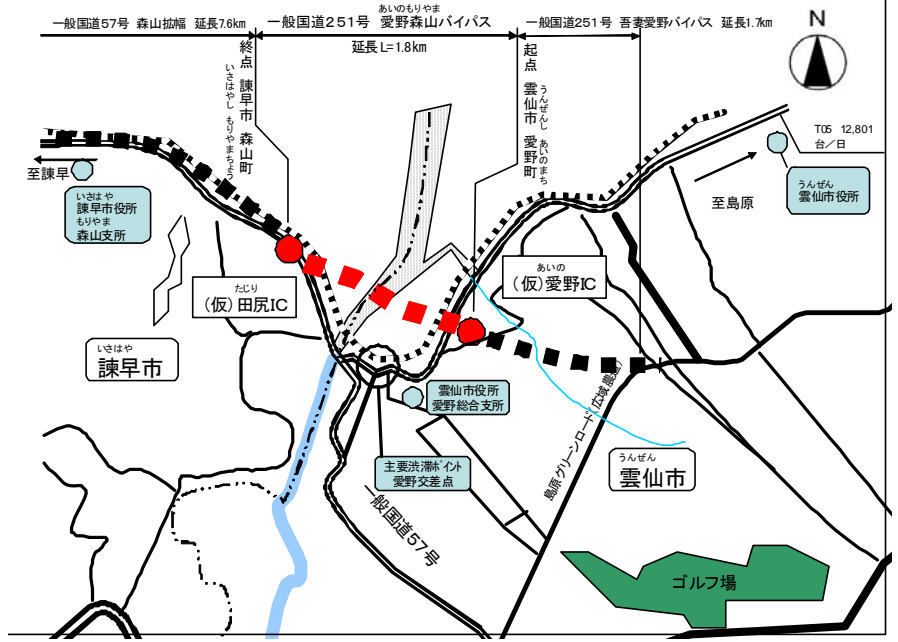 あいのもりやま
一般国道57号 森山拡幅 延長7.6km
一般国道251号 愛野森山バイパス
一般国道251号 吾妻愛野バイパス 延長1.7km
延長L=1.8km
N
いさはやし もりやまちょう
終点 諫早市 森山町
うんぜんし あいのまち
起点 雲仙市 愛野町
T05 12,801
台/日
至諫早
いさはや
諫早市役所
もりやま
森山支所
うんぜん
雲仙市役所
至島原
たじり
(仮)田尻IC
あいの
(仮)愛野IC
いさはや
諫早市
雲仙市役所
愛野総合支所
島原グリーンロード(広域農道)
うんぜん
雲仙市
主要渋滞ポイント
愛野交差点
一般国道57号
ゴルフ場